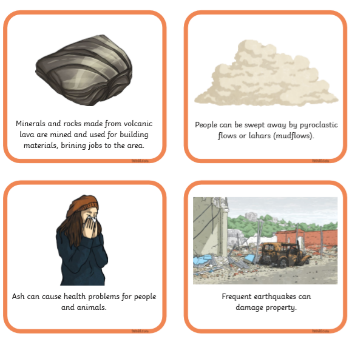 Minerals and rocks made from volcanic
lava are mined and used for building
materials, brining jobs to the area.
People can be swept away by pyroclastic
flows or lahars (mudflows).
Ash can cause health problems for people
and animals.
Frequent earthquakes can
damage property.